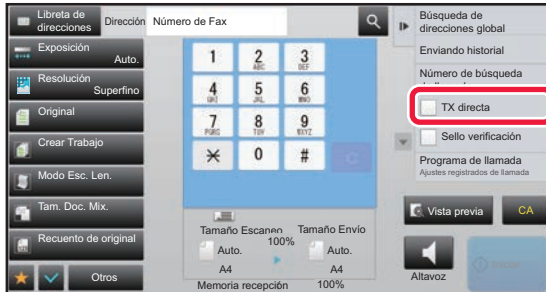 Libreta de
direcciones
Dirección
Número de Fax
Exposición
Auto.
Resolución
Superfino
Original
Crear Trabajo
Modo Esc. Len.
Tam. Doc. Mix.
Recuento de original
Otros
1
2
ABC
3
DEF
4
GHI
5
JKL
6
MNO
7
PQRS
8
TUV
9
WXYZ
0
#
C
Tamaño Escaneo
Tamaño Envío
100%
Auto.
Auto.
A4
A4
Memoria recepción
100%
Búsqueda de
direcciones global
Enviando historial
Número de búsqueda
TX directa
Sello verificación
Programa de llamada
Ajustes registrados de llamada
Vista previa
CA
Altavoz